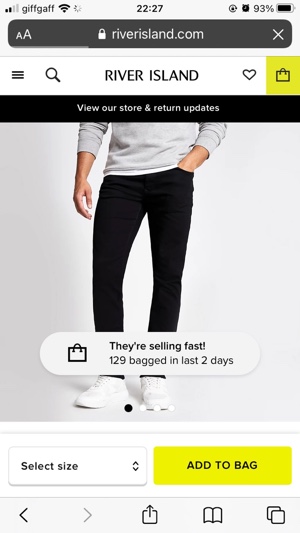 giffgaff 22:27 93%
AA riverisland.com
RIVER ISLAND
View our store & return updates
They're selling fast!
129 bagged in last 2 days
Select size ADD TO BAG